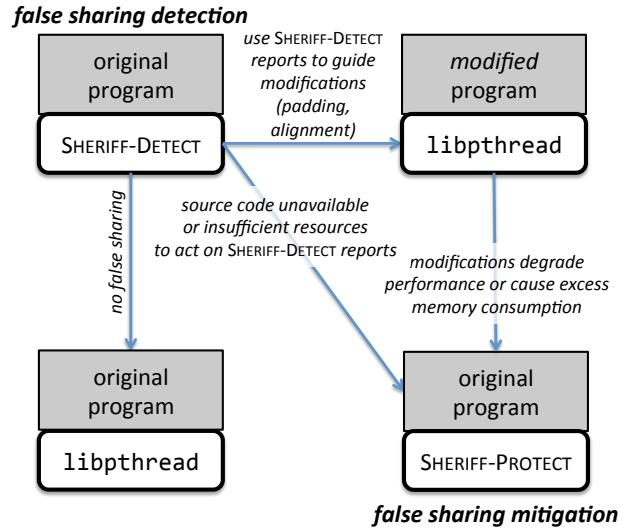 false sharing detection
original
program
SHERIFF-DETECT
use SHERIFF-DETECT
reports to guide
modifications
(padding,
alignment)
modified
program
libpthread
no false sharing
source code unavailable
or insufficient resources
to act on SHERIFF-DETECT reports
modifications degrade
performance or cause excess
memory consumption
original
program
libpthread
original
program
SHERIFF-PROTECT
false sharing mitigation